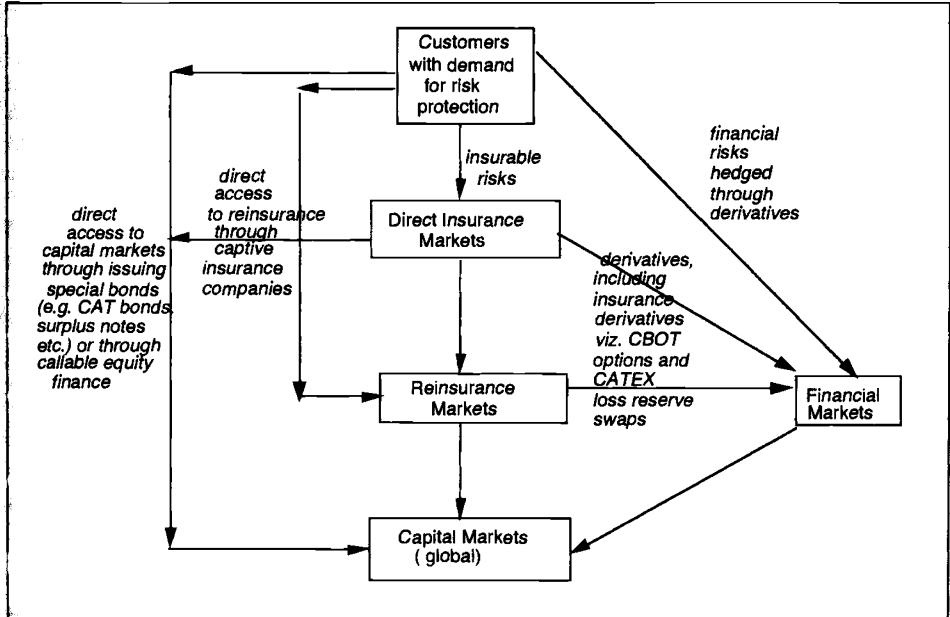 Customers
with demand
for risk
protection
insurable
risks
financial
risks
hedged
through
derivatives
direct
access
to reinsurance
through
captive
insurance
companies
direct
access to
capital markets
through issuing
special bonds
(e.g. CAT bonds,
surplus notes
etc.) or through
callable equity
finance
Direct Insurance
Markets
derivatives,
including
insurance
derivatives
viz. CBOT
options and
CATEX
loss reserve
swaps
Reinsurance
Markets
Financial
Markets
Capital Markets
( global)